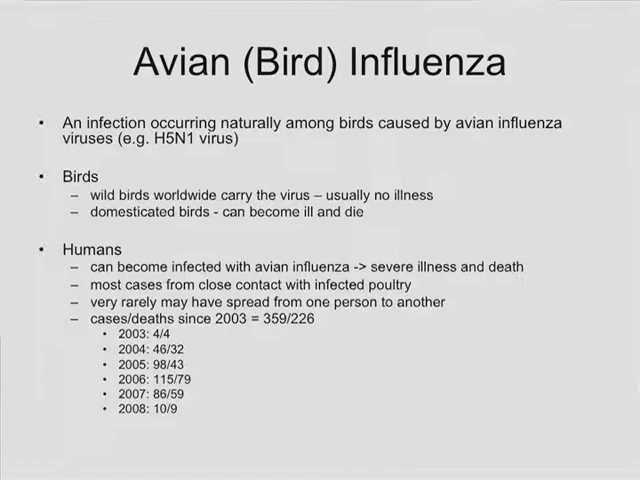 Avian (Bird) Influenza
• An infection occurring naturally among birds caused by avian influenza
viruses (e.g. H5N1 virus)
• Birds
– wild birds worldwide carry the virus – usually no illness
– domesticated birds - can become ill and die
• Humans
– can become infected with avian influenza -> severe illness and death
– most cases from close contact with infected poultry
– very rarely may have spread from one person to another
– cases/deaths since 2003 = 359/226
• 2003: 4/4
• 2004: 46/32
• 2005: 98/43
• 2006: 115/79
• 2007: 86/59
• 2008: 10/9